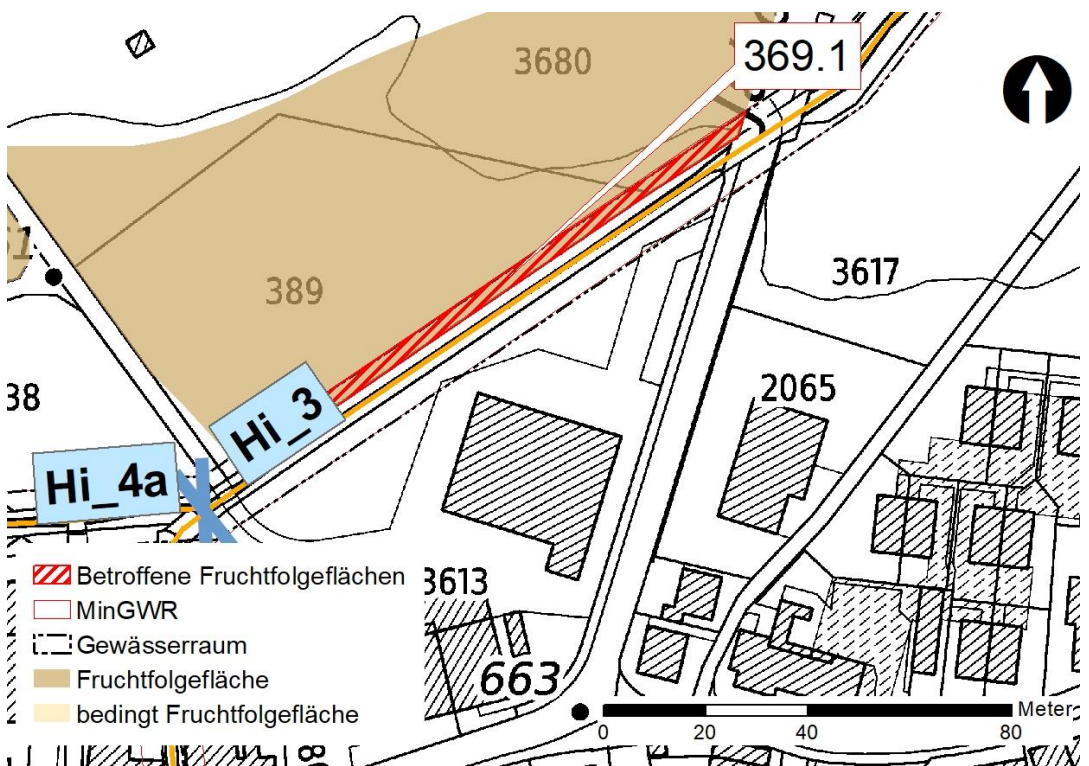 3680
369.1
3617
389
38
2065
Hi_3
Hi_4a
Betroffene Fruchtfolgeflächen
MinGWR
Gewässerraum
Fruchtfolgefläche
bedingt Fruchtfolgefläche
3613
663
Meter
0 20 40 80